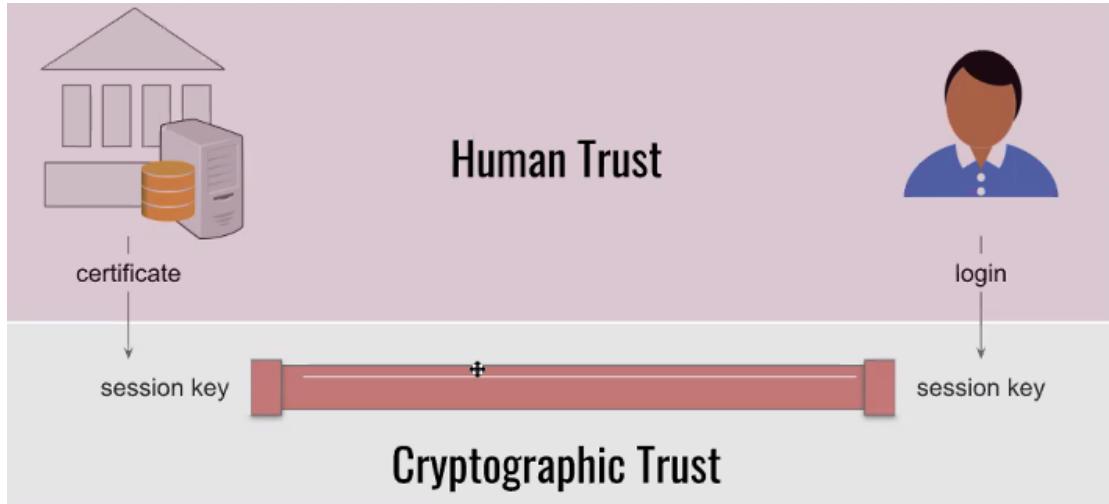 Human Trust
certificate
login
session key
session key
Cryptographic Trust